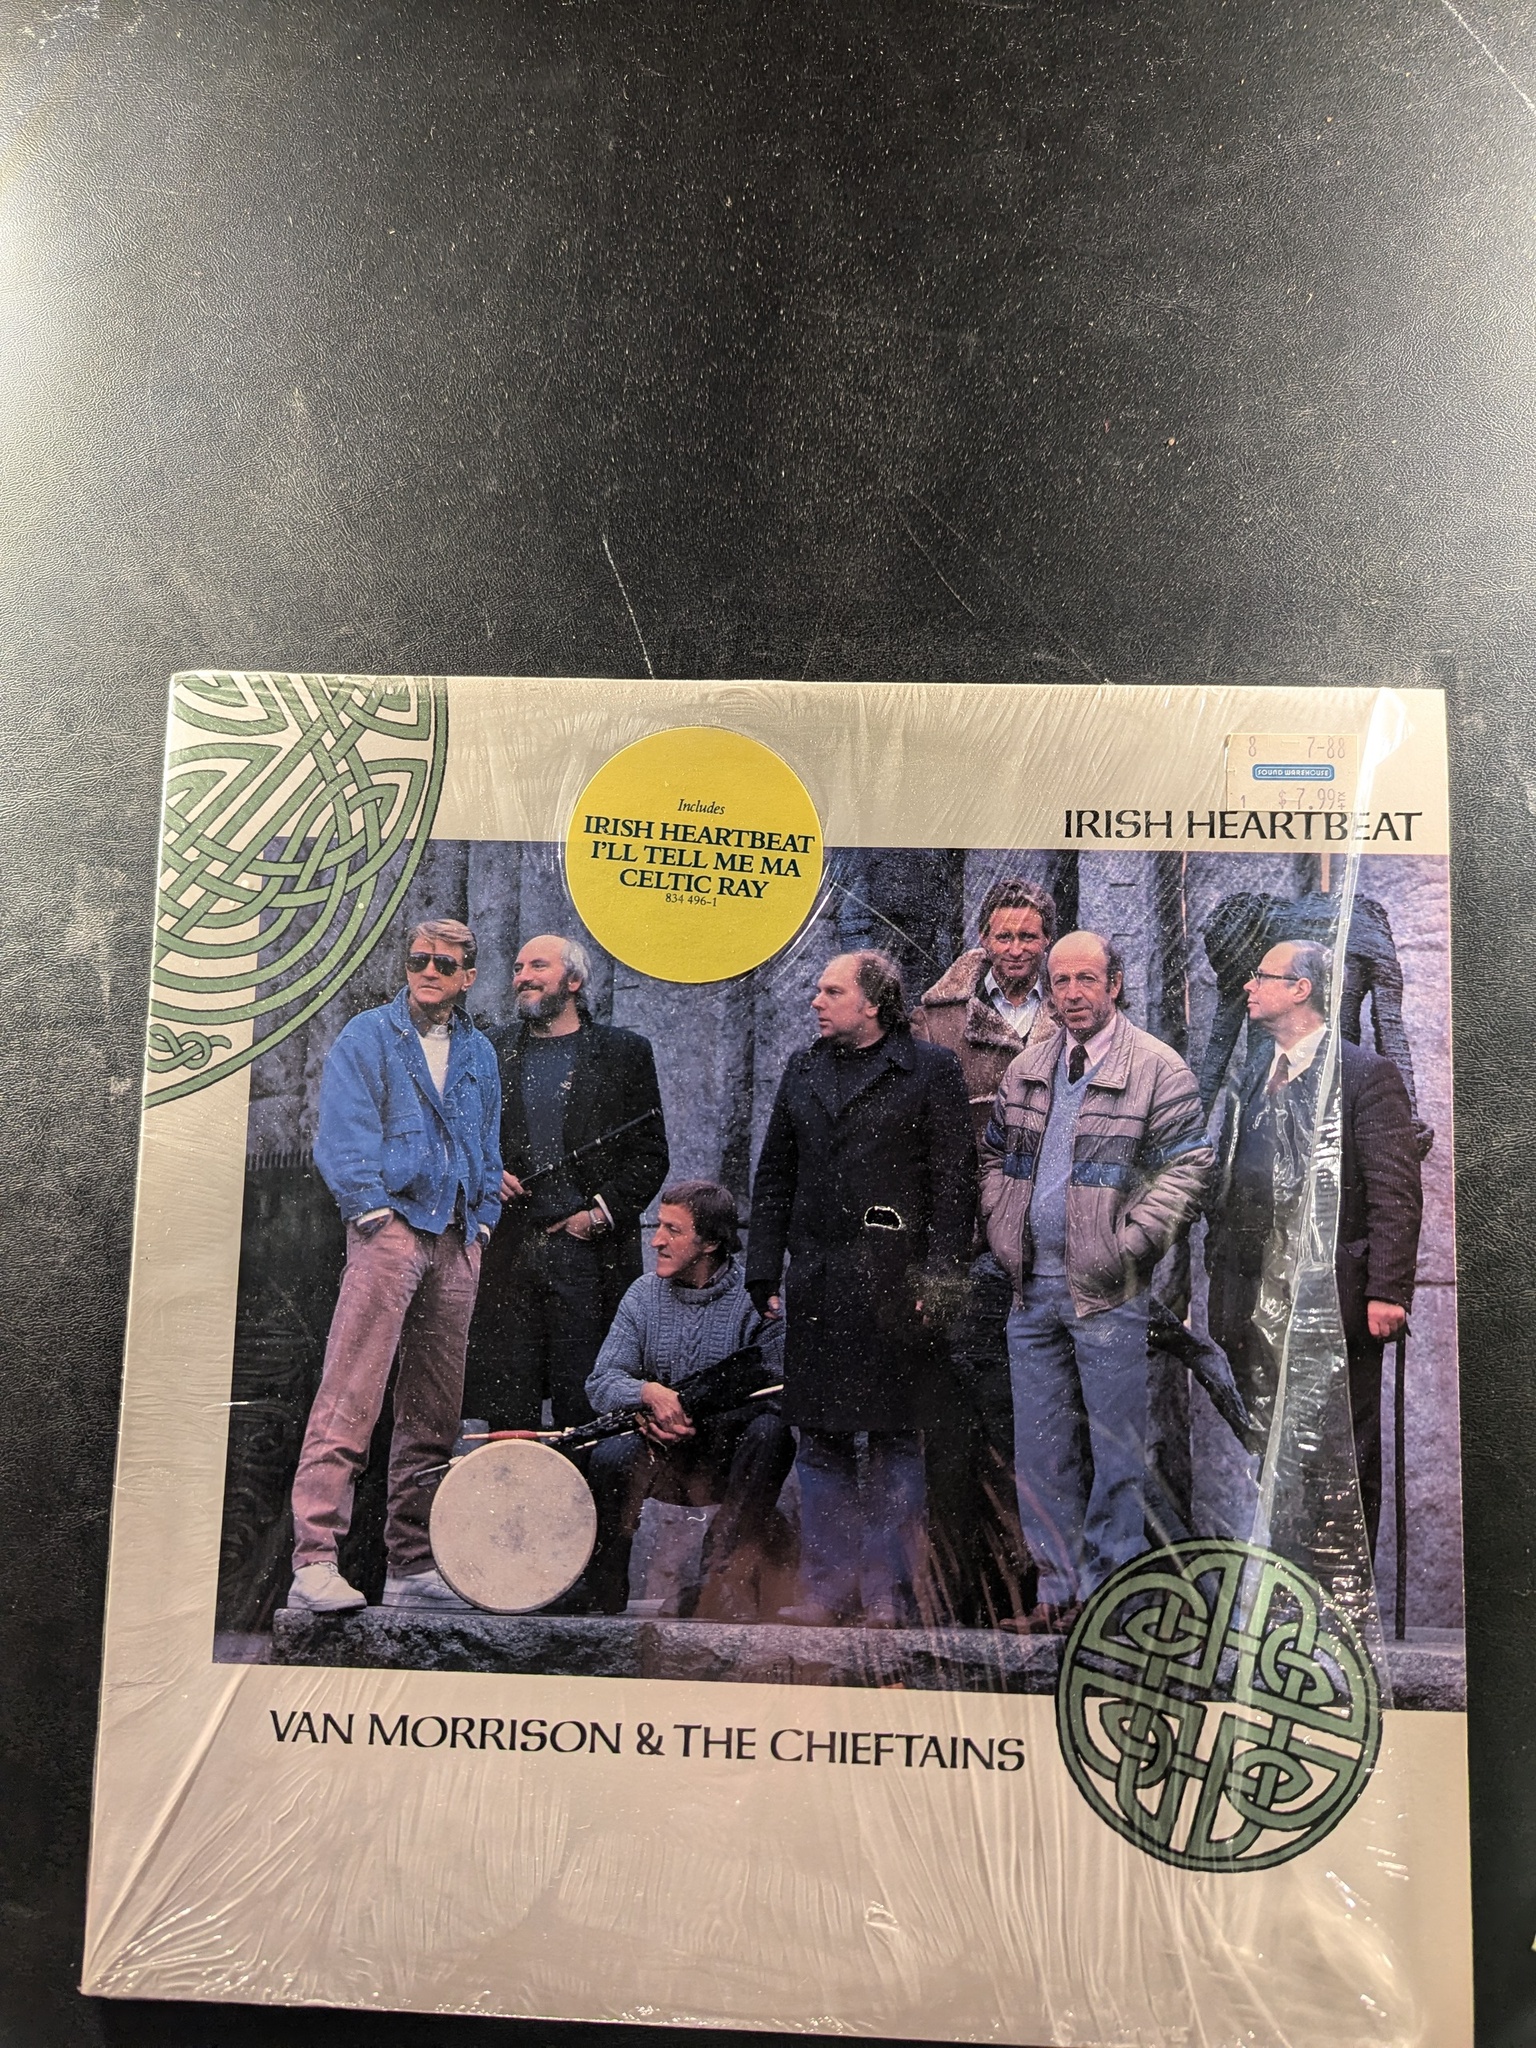 8 7-88
SOUND WAREHOUSE
1 $7.99
IRISH HEARTBEAT
Includes
IRISH HEARTBEAT
I'LL TELL ME MA
CELTIC RAY
834 496-1
VAN MORRISON & THE CHIEFTAINS